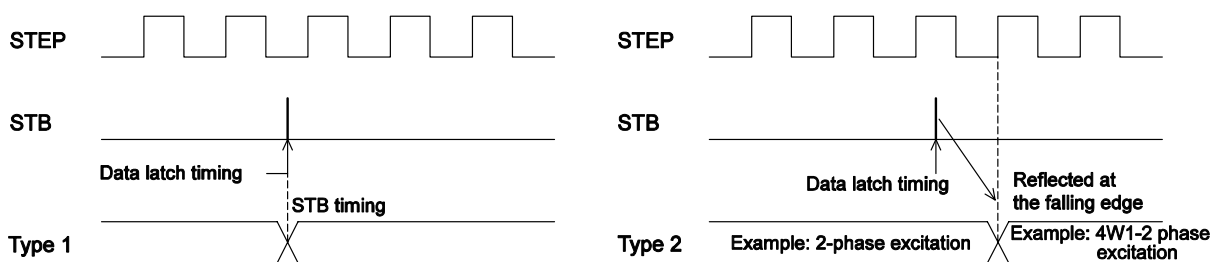 STEP
STB
Data latch timing
STB timing
Type 1
STEP
STB
Data latch timing
Reflected at
the falling edge
Type 2
Example: 2-phase excitation
Example: 4W1-2 phase
excitation